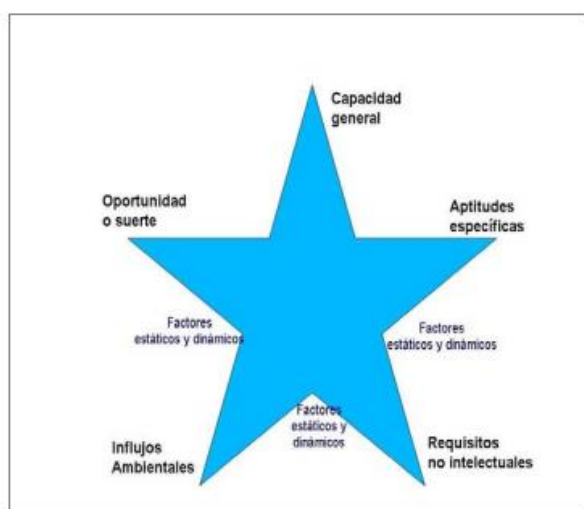 Capacidad
general
Oportunidad
o suerte
Aptitudes
específicas
Factores
estáticos y dinámicos
Factores
estáticos y dinámicos
Factores
estáticos y
dinámicos
Influjos
Ambientales
Requisitos
no intelectuales